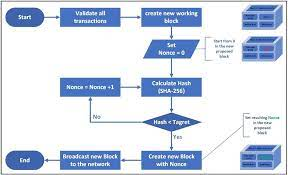 Start
Validate all
transactions
create new working
block
Set
Nonce = 0
Start from 0
in the new
proposed
block
Nonce = Nonce +1
Calculate Hash
(SHA-256)
No
Hash < Tagret
Yes
Set resulting Nonce
in the new
proposed
block
End
Broadcast new Block
to the network
Create new Block
with Nonce